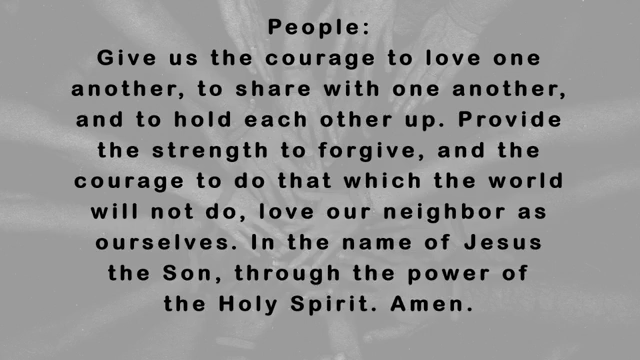 People:
Give us the courage to love one
another, to share with one another,
and to hold each other up. Provide
the strength to forgive, and the
courage to do that which the world
will not do, love our neighbor as
ourselves. In the name of Jesus
the Son, through the power of
the Holy Spirit. Amen.